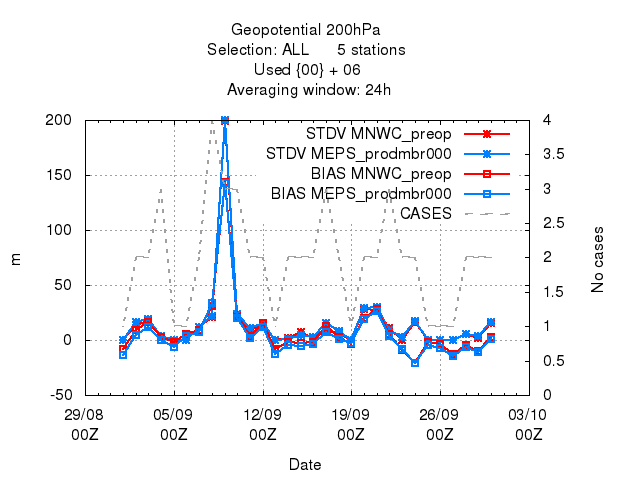 Geopotential 200hPa
Selection: ALL      5 stations
Used {00} + 06
Averaging window: 24h
STDV MNWC_preop
STDV MEPS_prodmbr000
BIAS MNWC_preop
BIAS MEPS_prodmbr000
CASES
200
150
100
50
0
-50
m
4
3.5
3
2.5
2
1.5
1
0.5
0
No cases
29/08 05/09 12/09 19/09 26/09 03/10
00Z 00Z 00Z 00Z 00Z 00Z
Date